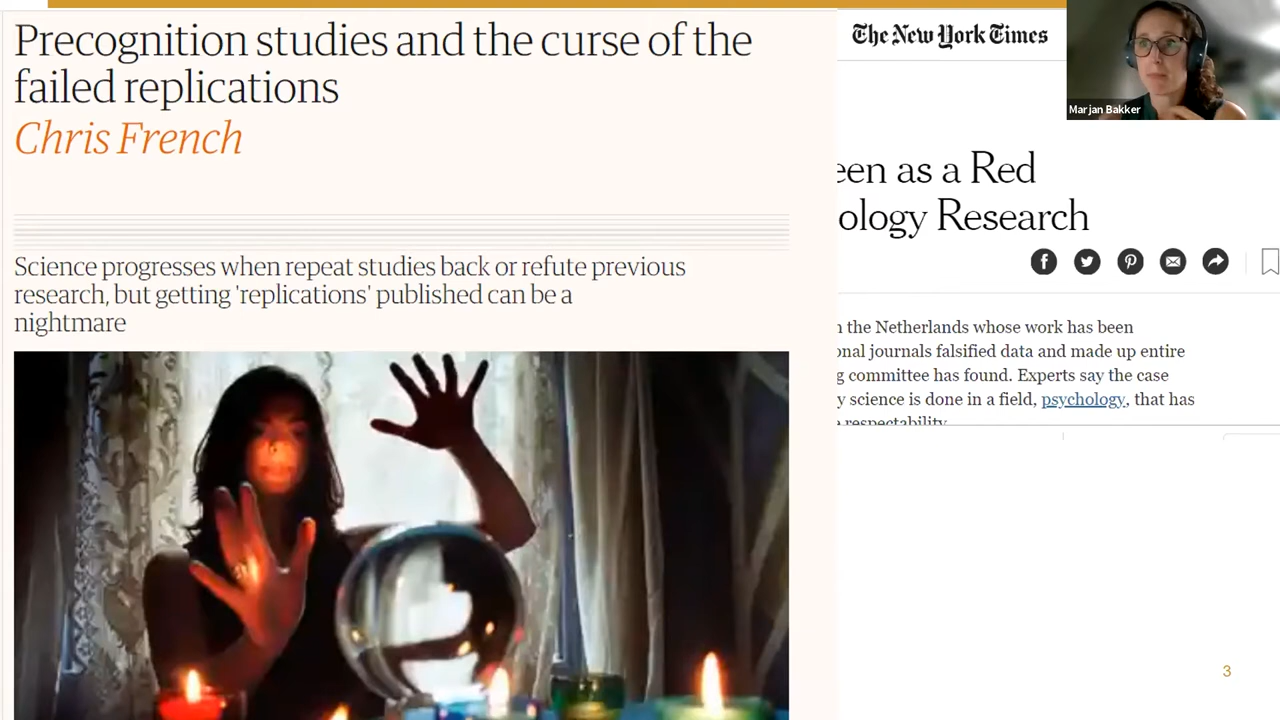 Precognition studies and the curse of the
failed replications
Chris French
Science progresses when repeat studies back or refute previous
research, but getting 'replications' published can be a
nightmare
The New York Times
Marjan Bakker
een as a Red
ology Research
n the Netherlands whose work has been
onal journals falsified data and made up entire
g committee has found. Experts say the case
y science is done in a field, psychology, that has
respectability
3